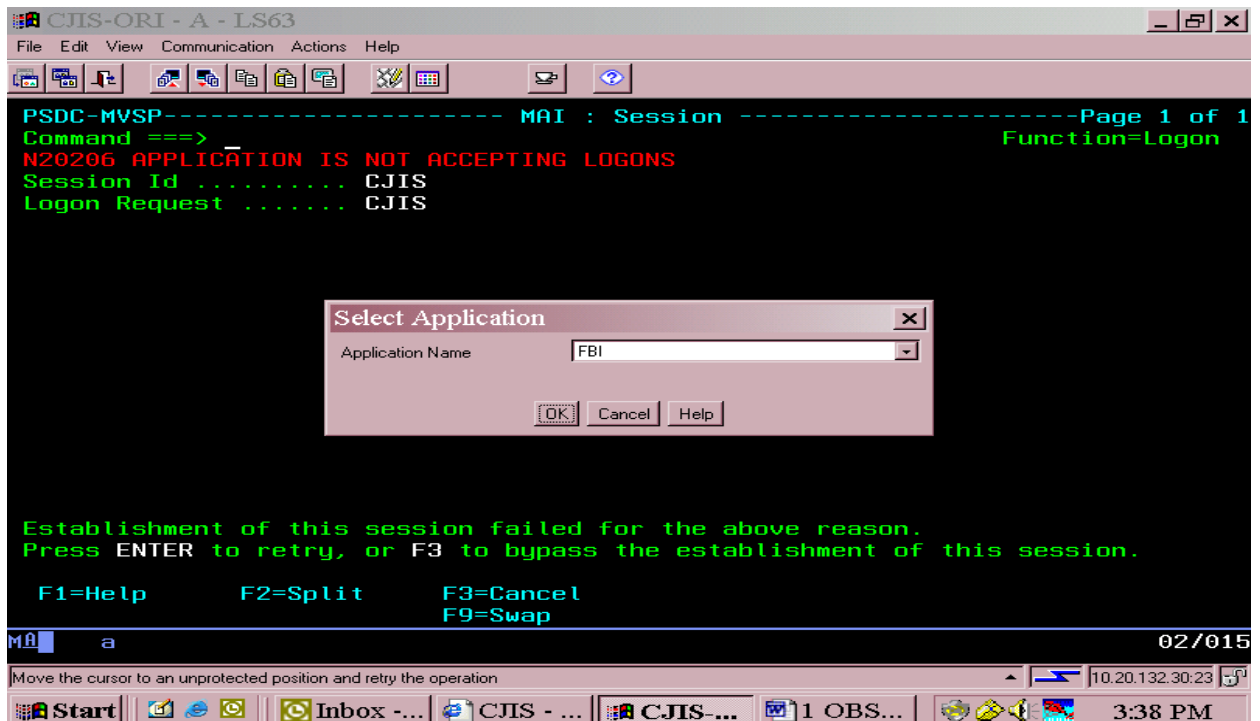 CJIS-ORI - A - LS63
File Edit View Communication Actions Help
PSDC-MVSP---------------------- MAI : Session ----------------------Page 1 of 1
Command ===> _ Function=Logon
N20206 APPLICATION IS NOT ACCEPTING LOGONS
Session Id .......... CJIS
Logon Request ....... CJIS
Select Application
Application Name FBI
OK Cancel Help
Establishment of this session failed for the above reason.
Press ENTER to retry, or F3 to bypass the establishment of this session.
F1=Help F2=Split F3=Cancel
F9=Swap
MA a 02/015
Move the cursor to an unprotected position and retry the operation 10.20.132.30:23
Start Inbox -... CJIS - ... CJIS-... 1 OBS... 3:38 PM